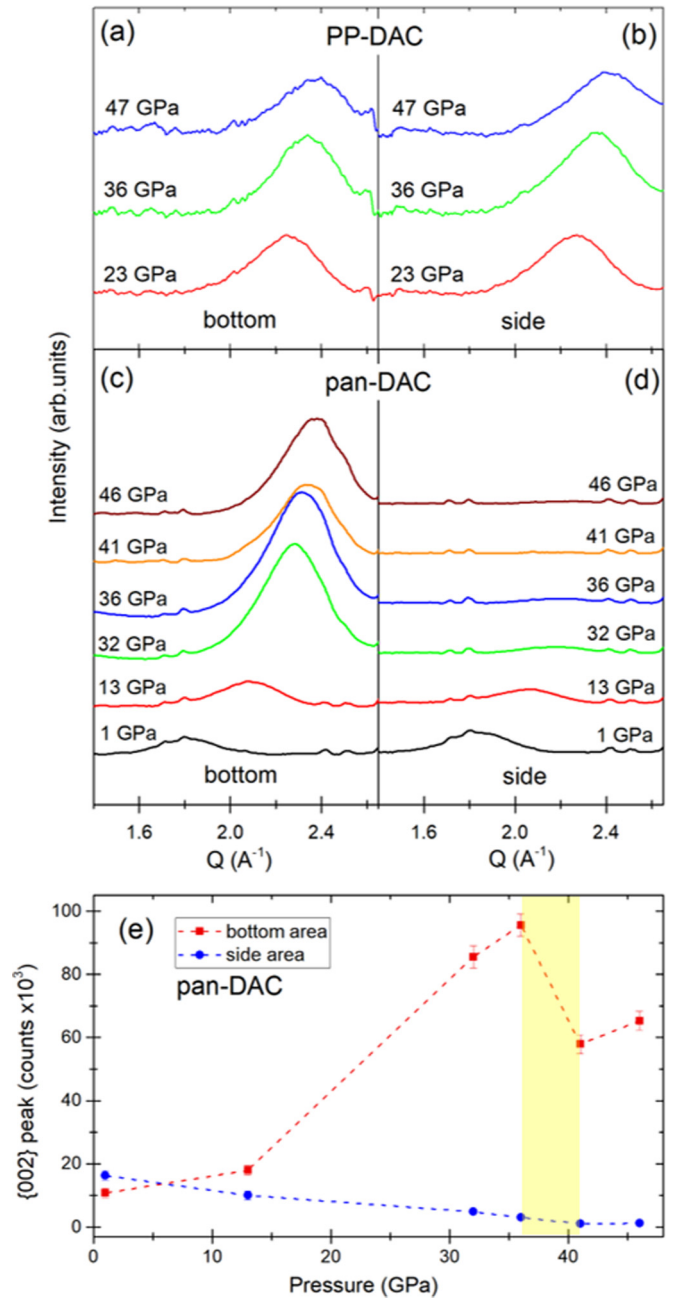 (a) PP-DAC (b)
47 GPa 47 GPa
36 GPa 36 GPa
23 GPa 23 GPa
bottom side
(c) pan-DAC (d)
Intensity (arb.units)
46 GPa 46 GPa
41 GPa 41 GPa
36 GPa 36 GPa
32 GPa 32 GPa
13 GPa 13 GPa
1 GPa 1 GPa
bottom side
1.6 2.0 2.4 1.6 2.0 2.4
Q (A⁻¹) Q (A⁻¹)
(e)
bottom area
side area
pan-DAC
{002} peak (counts x10³)
100
80
60
40
20
0
0 10 20 30 40
Pressure (GPa)